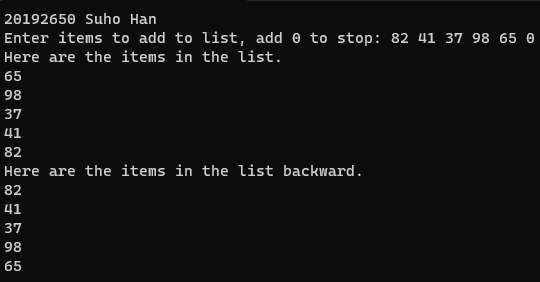 20192650 Suho Han
Enter items to add to list, add 0 to stop: 82 41 37 98 65 0
Here are the items in the list.
65
98
37
41
82
Here are the items in the list backward.
82
41
37
98
65